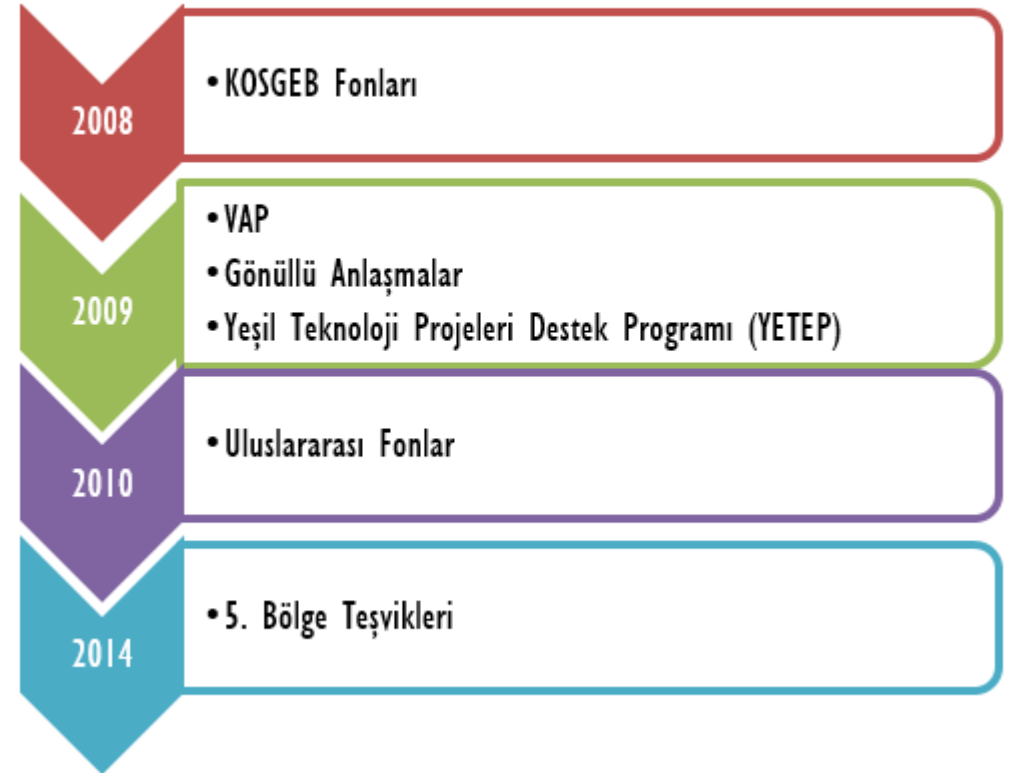 2008
• KOSGEB Fonları
2009
• VAP
• Gönüllü Anlaşmalar
• Yeşil Teknoloji Projeleri Destek Programı (YETEP)
2010
• Uluslararası Fonlar
2014
• 5. Bölge Teşvikleri